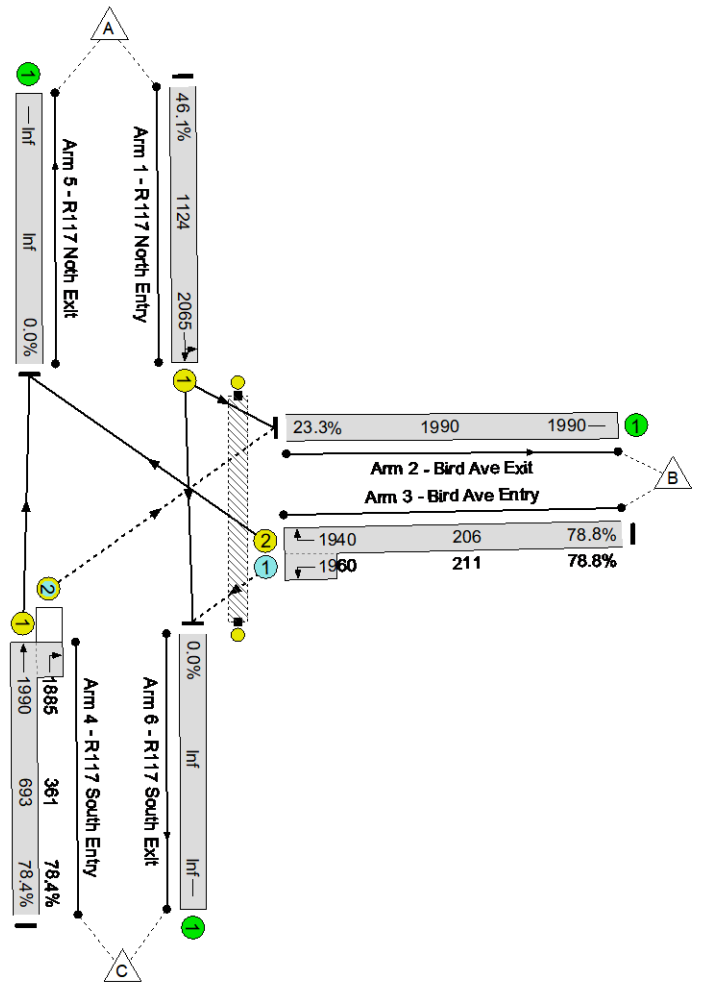 A
1
— Inf
Inf
0.0%
Arm 5 - R117 Noth Exit
Arm 1 - R117 North Entry
46.1%
1124
2065
1
23.3%
1990
1990
1
Arm 2 - Bird Ave Exit
B
Arm 3 - Bird Ave Entry
2
1940
206
78.8%
1
1960
211
78.8%
2
1
1990
693
78.4%
1885
361
78.4%
Arm 4 - R117 South Entry
Arm 6 - R117 South Exit
0.0%
Inf
Inf —
1
C